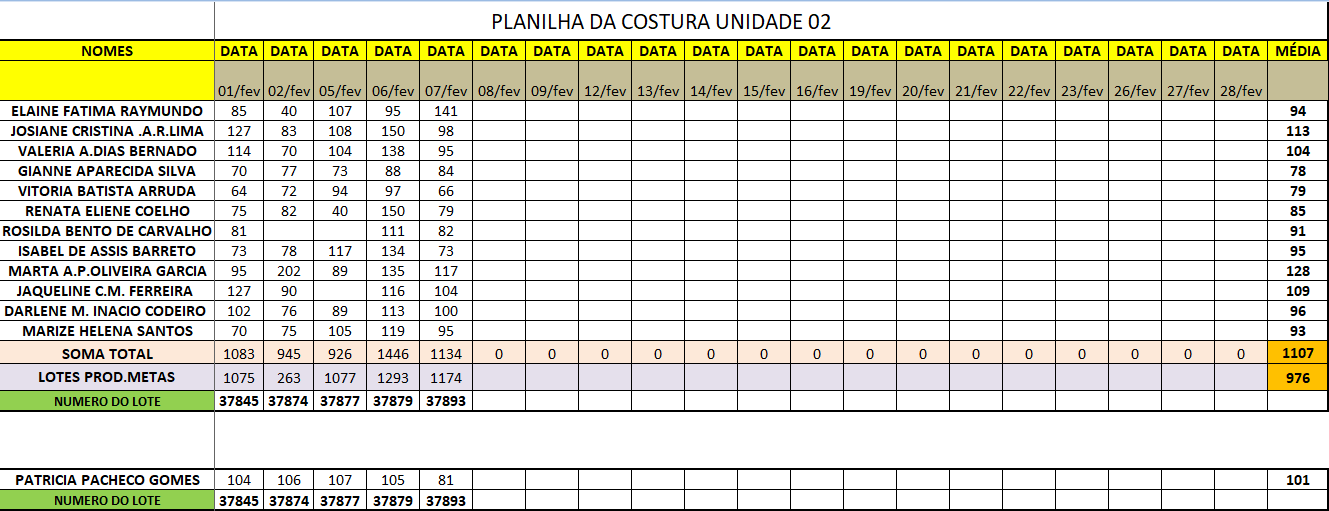 PLANILHA DA COSTURA UNIDADE 02
NOMES DATA DATA DATA DATA DATA DATA DATA DATA DATA DATA DATA DATA DATA DATA DATA DATA DATA DATA DATA DATA MÉDIA
01/fev 02/fev 05/fev 06/fev 07/fev 08/fev 09/fev 12/fev 13/fev 14/fev 15/fev 16/fev 19/fev 20/fev 21/fev 22/fev 23/fev 26/fev 27/fev 28/fev
ELAINE FATIMA RAYMUNDO 85 40 107 95 141 94
JOSIANE CRISTINA .A.R.LIMA 127 83 108 150 98 113
VALERIA A.DIAS BERNADO 114 70 104 138 95 104
GIANNE APARECIDA SILVA 70 77 73 88 84 78
VITORIA BATISTA ARRUDA 64 72 94 97 66 79
RENATA ELIENE COELHO 75 82 40 150 79 85
ROSILDA BENTO DE CARVALHO 81 111 82 91
ISABEL DE ASSIS BARRETO 73 78 117 134 73 95
MARTA A.P.OLIVEIRA GARCIA 95 202 89 135 117 128
JAQUELINE C.M. FERREIRA 127 90 116 104 109
DARLENE M. INACIO CODEIRO 102 76 89 113 100 96
MARIZE HELENA SANTOS 70 75 105 119 95 93
SOMA TOTAL 1083 945 926 1446 1134 0 0 0 0 0 0 0 0 0 0 0 0 0 0 0 1107
LOTES PROD.METAS 1075 263 1077 1293 1174 976
NUMERO DO LOTE 37845 37874 37877 37879 37893
PATRICIA PACHECO GOMES 104 106 107 105 81 101
NUMERO DO LOTE 37845 37874 37877 37879 37893